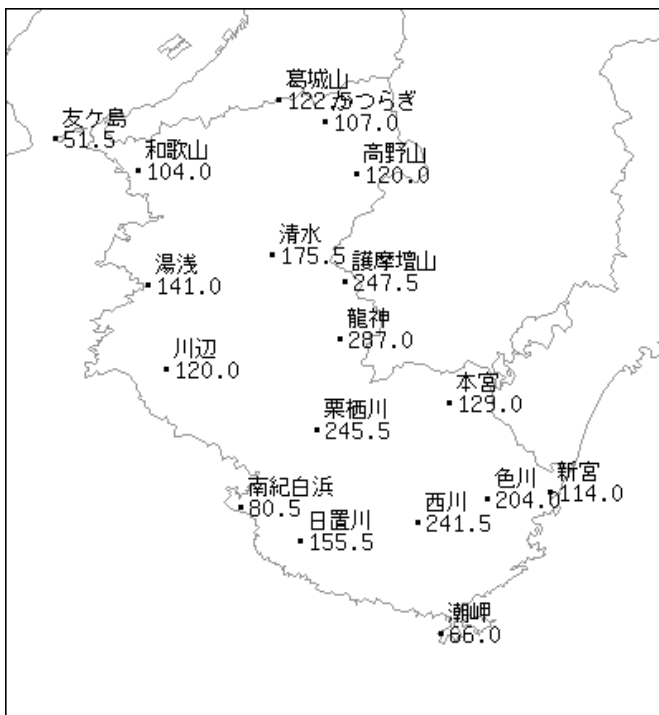 葛城山
122
かつらぎ
107.0
友ケ島
51.5
和歌山
104.0
高野山
120.0
清水
175.5
護摩壇山
247.5
湯浅
141.0
龍神
287.0
川辺
120.0
本宮
129.0
栗栖川
245.5
南紀白浜
80.5
日置川
155.5
西川
241.5
色川
204.0
新宮
114.0
潮岬
66.0